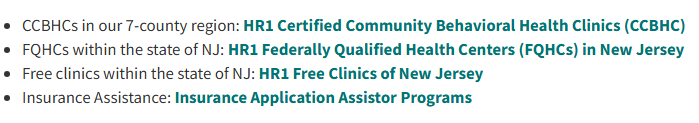 • CCBHCs in our 7-county region: HR1 Certified Community Behavioral Health Clinics (CCBHC)
• FQHCs within the state of NJ: HR1 Federally Qualified Health Centers (FQHCs) in New Jersey
• Free clinics within the state of NJ: HR1 Free Clinics of New Jersey
• Insurance Assistance: Insurance Application Assistor Programs